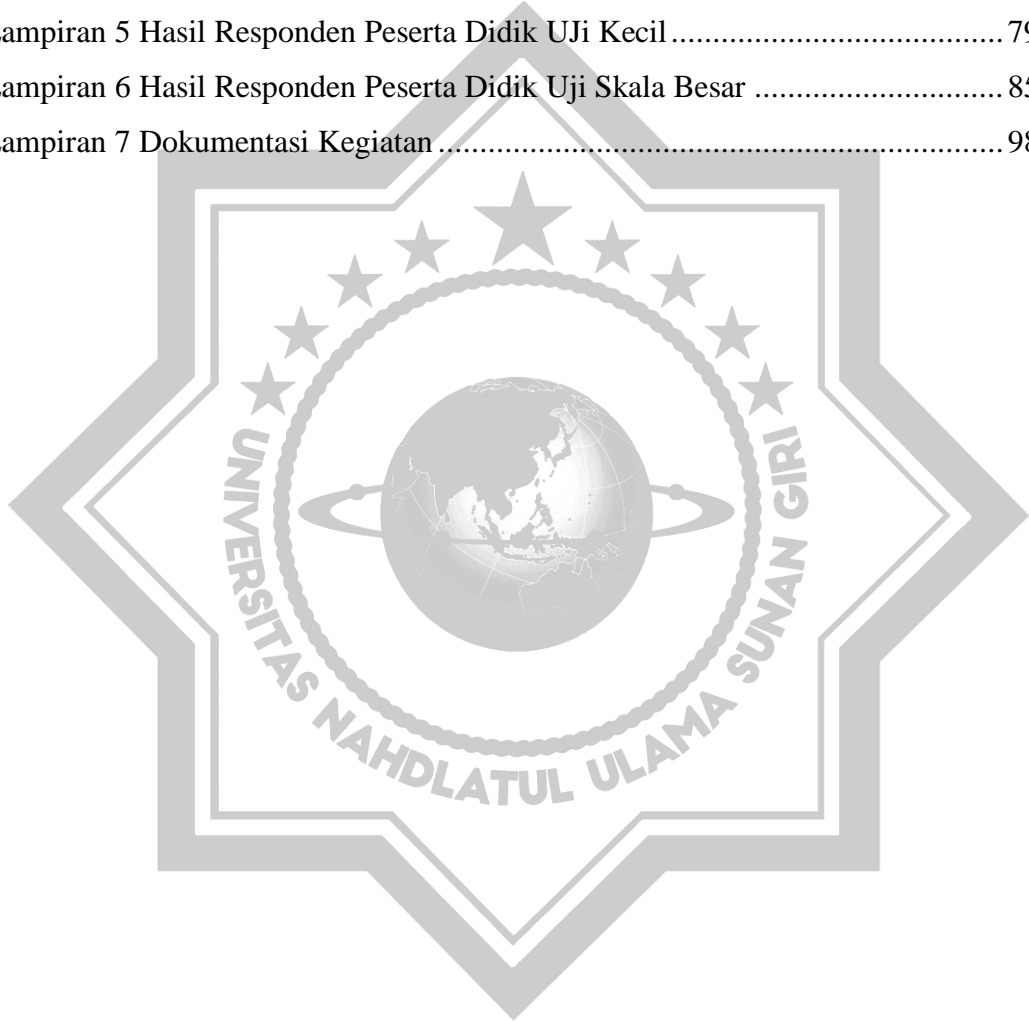 ampiran 5 Hasil Responden Peserta Didik UJi Kecil........................................79
ampiran 6 Hasil Responden Peserta Didik Uji Skala Besar .............................85
ampiran 7 Dokumentasi Kegiatan....................................................................98
UNIVERSITAS NAHDLATUL ULAMA SUNAN GIRI